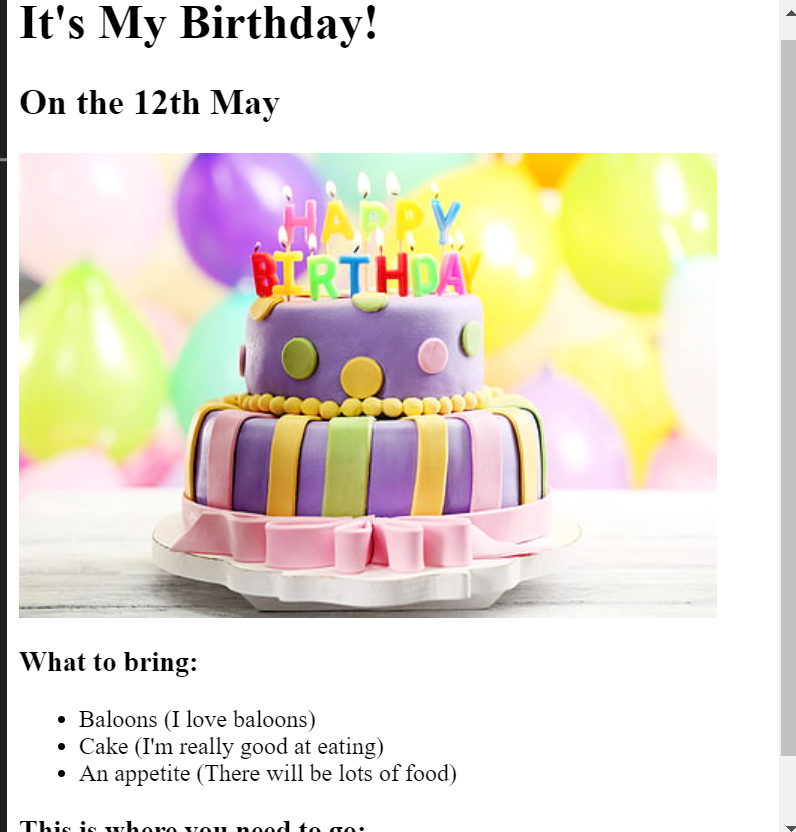 It's My Birthday!
On the 12th May
HAPPY
BIRTHDAY
What to bring:
Baloons (I love baloons)
Cake (I'm really good at eating)
An appetite (There will be lots of food)
This is where you need to go: